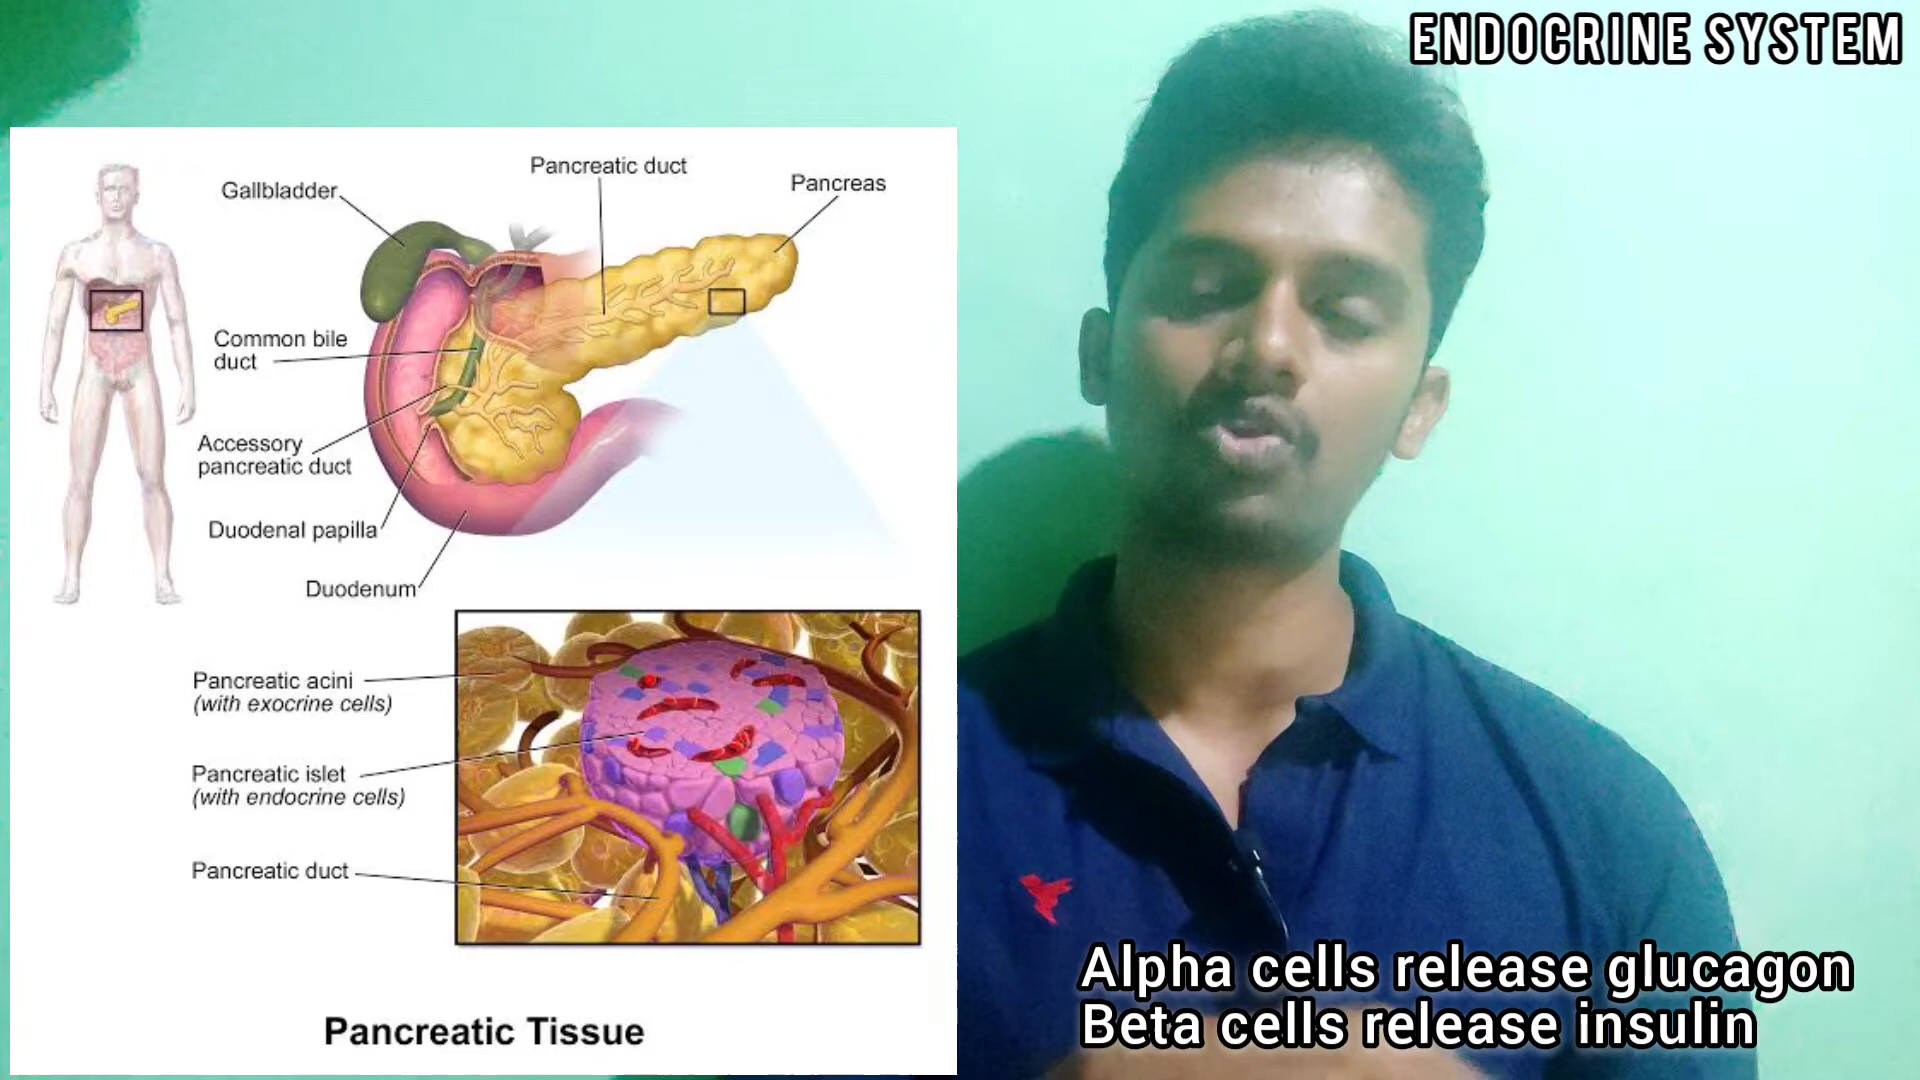 ENDOCRINE SYSTEM
Pancreatic duct
Pancreas
Gallbladder
Common bile
duct
Accessory
pancreatic duct
Duodenal papilla
Duodenum
Pancreatic acini
(with exocrine cells)
Pancreatic islet
(with endocrine cells)
Pancreatic duct
Pancreatic Tissue
Alpha cells release glucagon
Beta cells release insulin